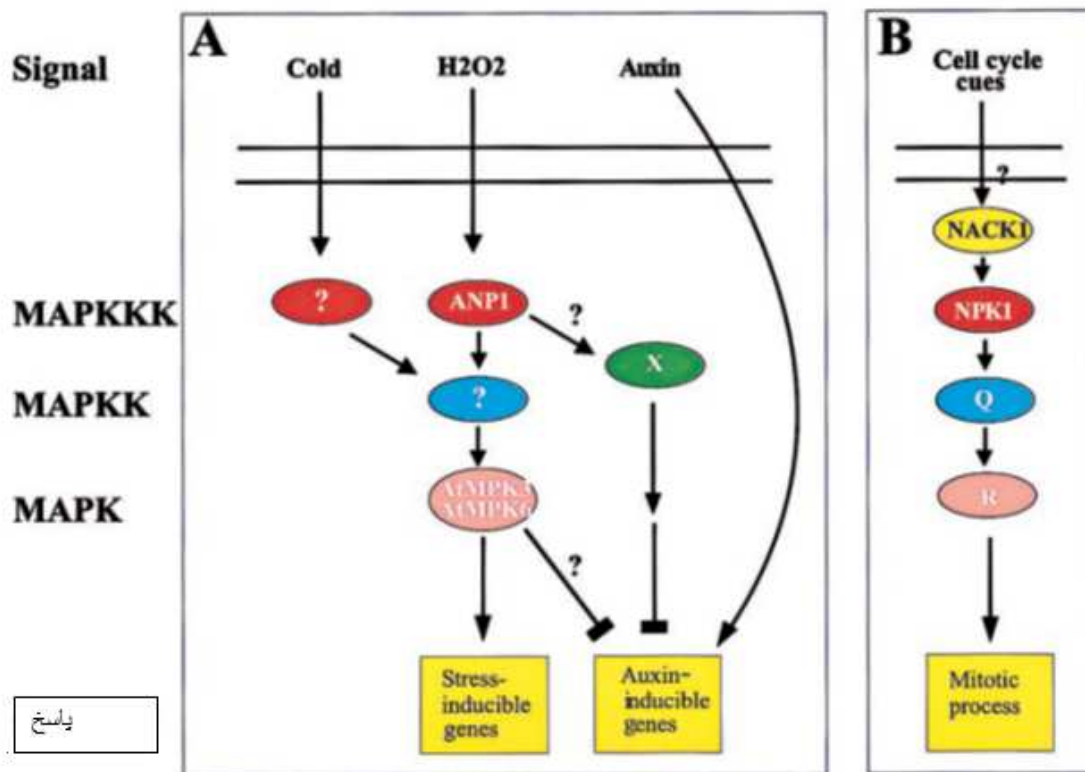 A
B
Signal
Cold
H2O2
Auxin
Cell cycle
cues
?
NACK1
MAPKKK
?
ANP1
?
NPK1
X
MAPKK
?
Q
MAPK
AtMPK3
AtMPK6
R
?
Stress-
inducible
genes
Auxin-
inducible
genes
Mitotic
process
پاسخ